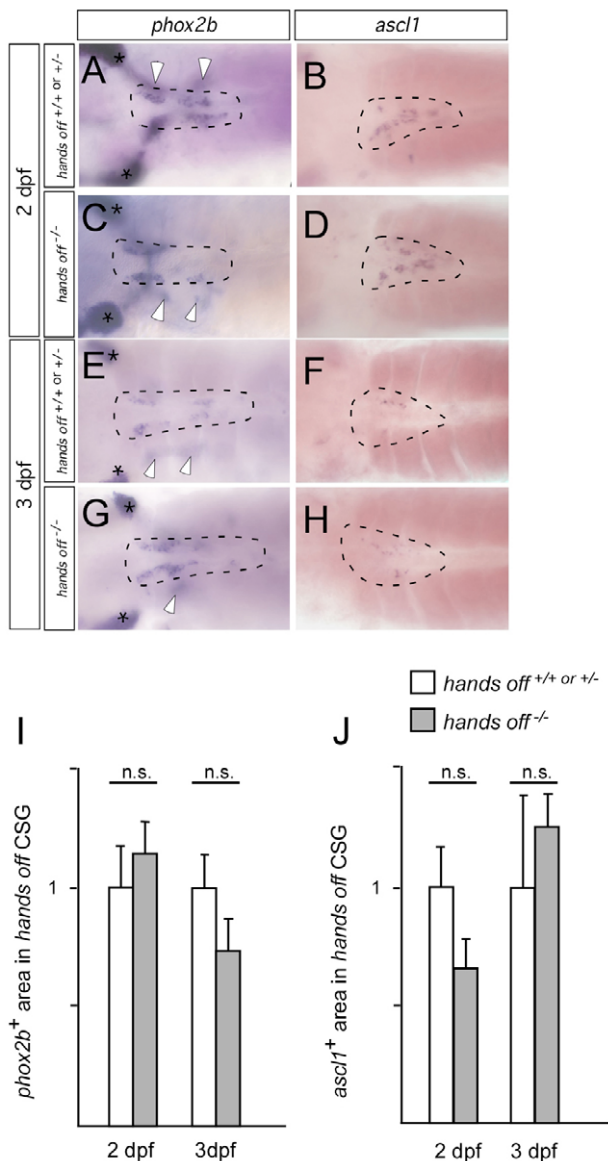 phox2b
ascl1
2 dpf
hands off +/+ or +/-
A
*
*
B
hands off -/-
C
*
*
D
3 dpf
hands off +/+ or +/-
E
*
*
F
hands off -/-
G
*
*
H
hands off +/+ or +/-
hands off -/-
I
n.s.
n.s.
1
phox2b+ area in hands off CSG
2 dpf
3dpf
J
n.s.
n.s.
1
ascl1+ area in hands off CSG
2 dpf
3 dpf